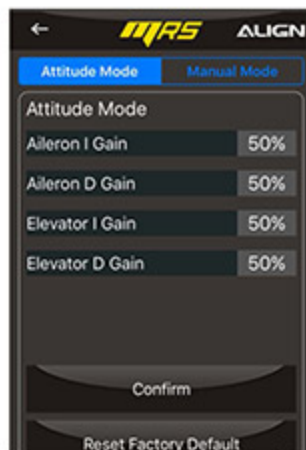 MRS ALIGN
Attitude Mode Manual Mode
Attitude Mode
Aileron I Gain 50%
Aileron D Gain 50%
Elevator I Gain 50%
Elevator D Gain 50%
Confirm
Reset Factory Default